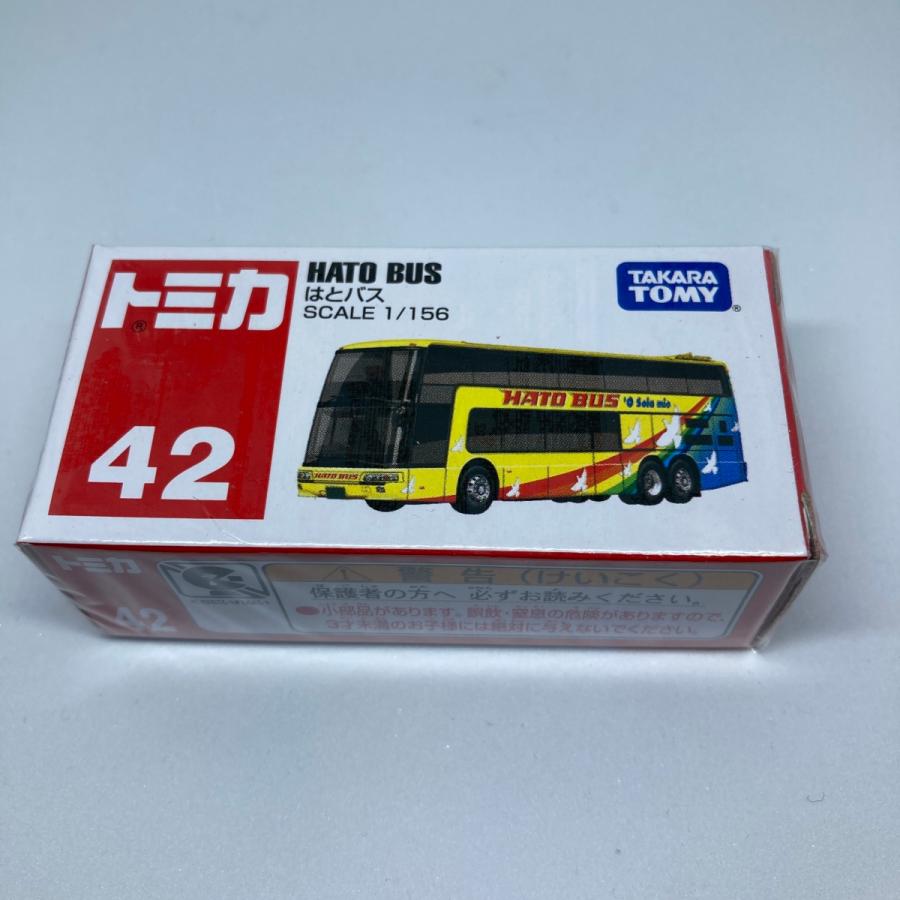 トミカ®
42
HATO BUS
はとバス
SCALE 1/156
TAKARA
TOMY®
HATO BUS 'O Sole mio
HATO BUS
トミカ
42
⚠ 警告(けいこく)
保護者の方へ 必ずお読みください。
●小部品があります。誤飲・窒息の危険がありますので、
3才未満のお子様には絶対に与えないでください。